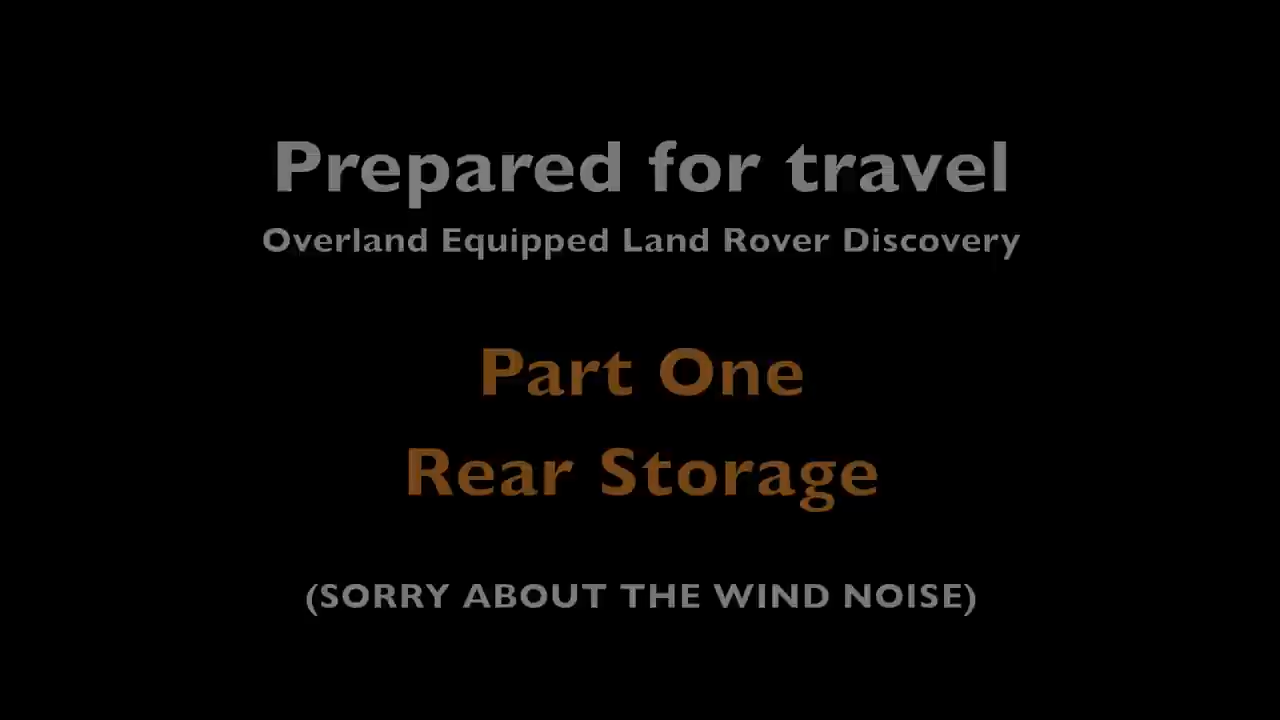 Prepared for travel
Overland Equipped Land Rover Discovery
Part One
Rear Storage
(SORRY ABOUT THE WIND NOISE)